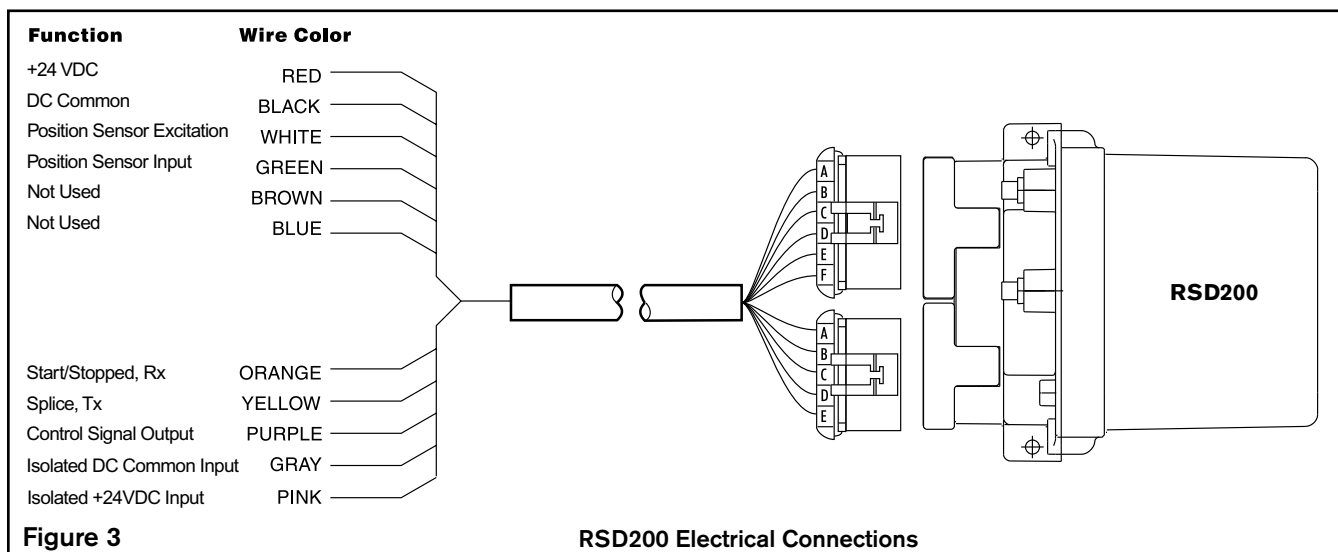 Function Wire Color
+24 VDC RED
DC Common BLACK
Position Sensor Excitation WHITE
Position Sensor Input GREEN
Not Used BROWN
Not Used BLUE
Start/Stopped, Rx ORANGE
Splice, Tx YELLOW
Control Signal Output PURPLE
Isolated DC Common Input GRAY
Isolated +24VDC Input PINK
A
B
C
D
E
F
A
B
C
D
E
RSD200
Figure 3 RSD200 Electrical Connections